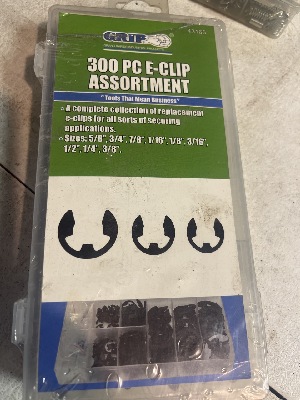 GRIP
300 PC E-CLIP
ASSORTMENT
"Tools That Mean Business"
A complete collection of replacement
e-clips for all sorts of securing
applications.
Sizes: 5/8", 3/4", 7/8", 1/16", 1/8", 3/16",
1/2", 1/4", 3/8",